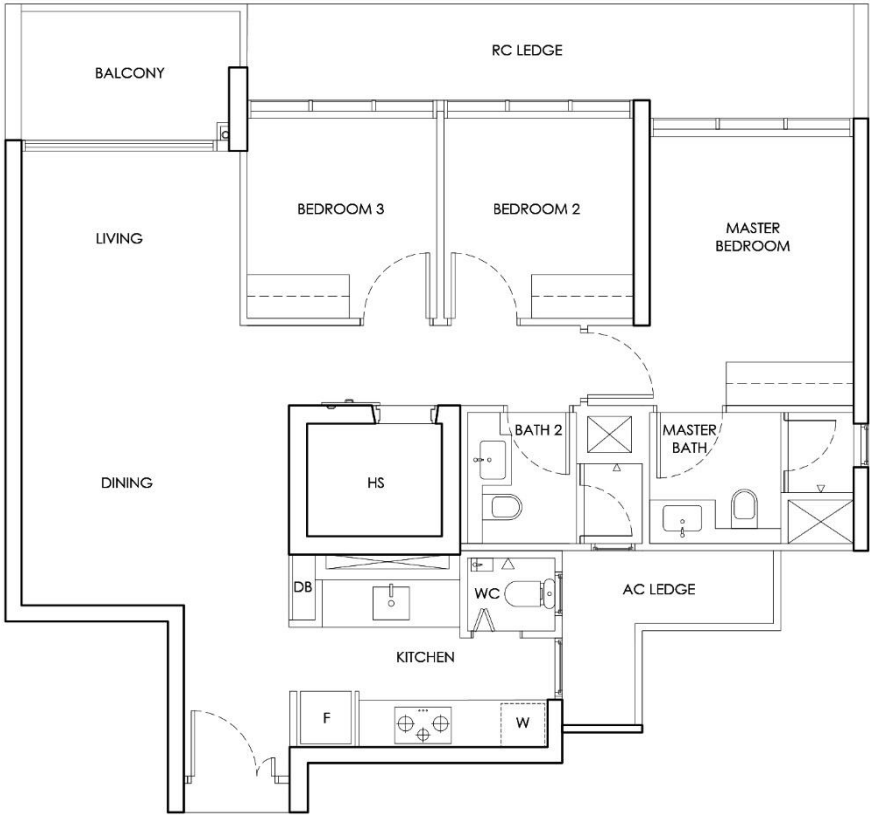 RC LEDGE
BALCONY
BEDROOM 3
BEDROOM 2
MASTER
BEDROOM
LIVING
BATH 2
MASTER
BATH
DINING
HS
DB
WC
AC LEDGE
KITCHEN
F
W